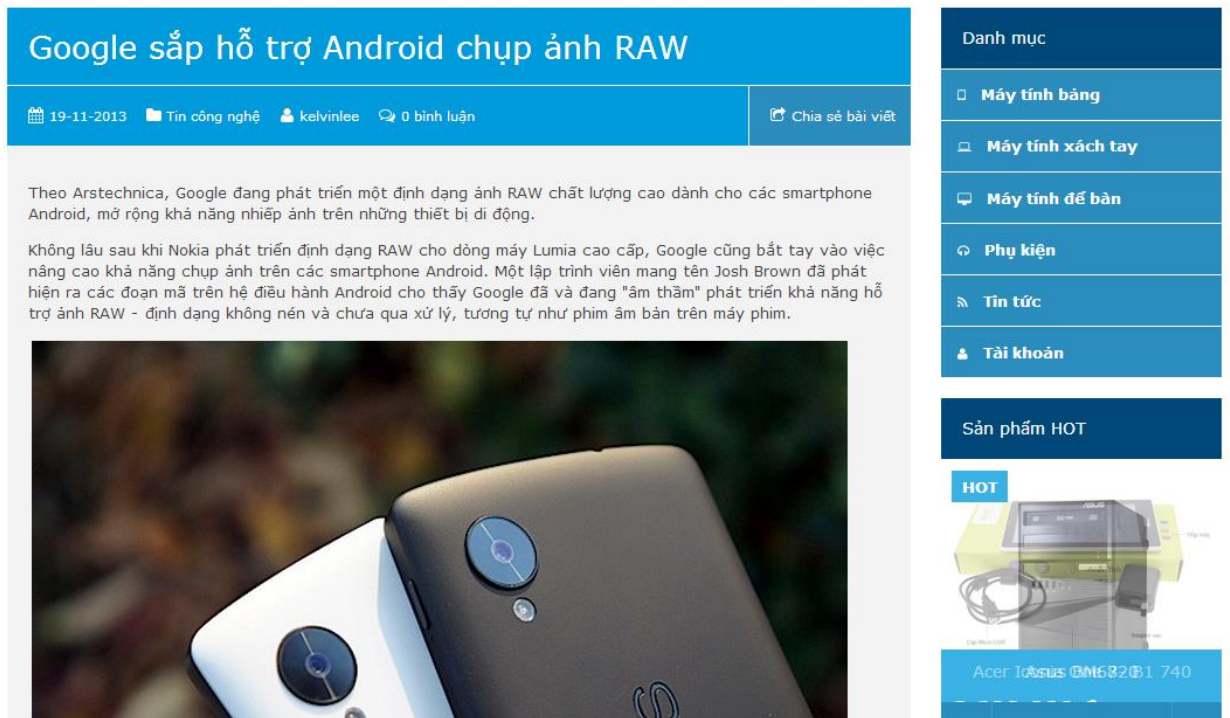 Google sắp hỗ trợ Android chụp ảnh RAW
19-11-2013 Tin công nghệ kelvinlee 0 bình luận
Chia sẻ bài viết
Theo Arstechnica, Google đang phát triển một định dạng ảnh RAW chất lượng cao dành cho các smartphone
Android, mở rộng khả năng nhiếp ảnh trên những thiết bị di động.
Không lâu sau khi Nokia phát triển định dạng RAW cho dòng máy Lumia cao cấp, Google cũng bắt tay vào việc
nâng cao khả năng chụp ảnh trên các smartphone Android. Một lập trình viên mang tên Josh Brown đã phát
hiện ra các đoạn mã trên hệ điều hành Android cho thấy Google đã và đang "âm thầm" phát triển khả năng hỗ
trợ ảnh RAW - định dạng không nén và chưa qua xử lý, tương tự như phim âm bản trên máy phim.
Danh mục
Máy tính bảng
Máy tính xách tay
Máy tính để bàn
Phụ kiện
Tin tức
Tài khoản
Sản phẩm HOT
HOT
ASUS